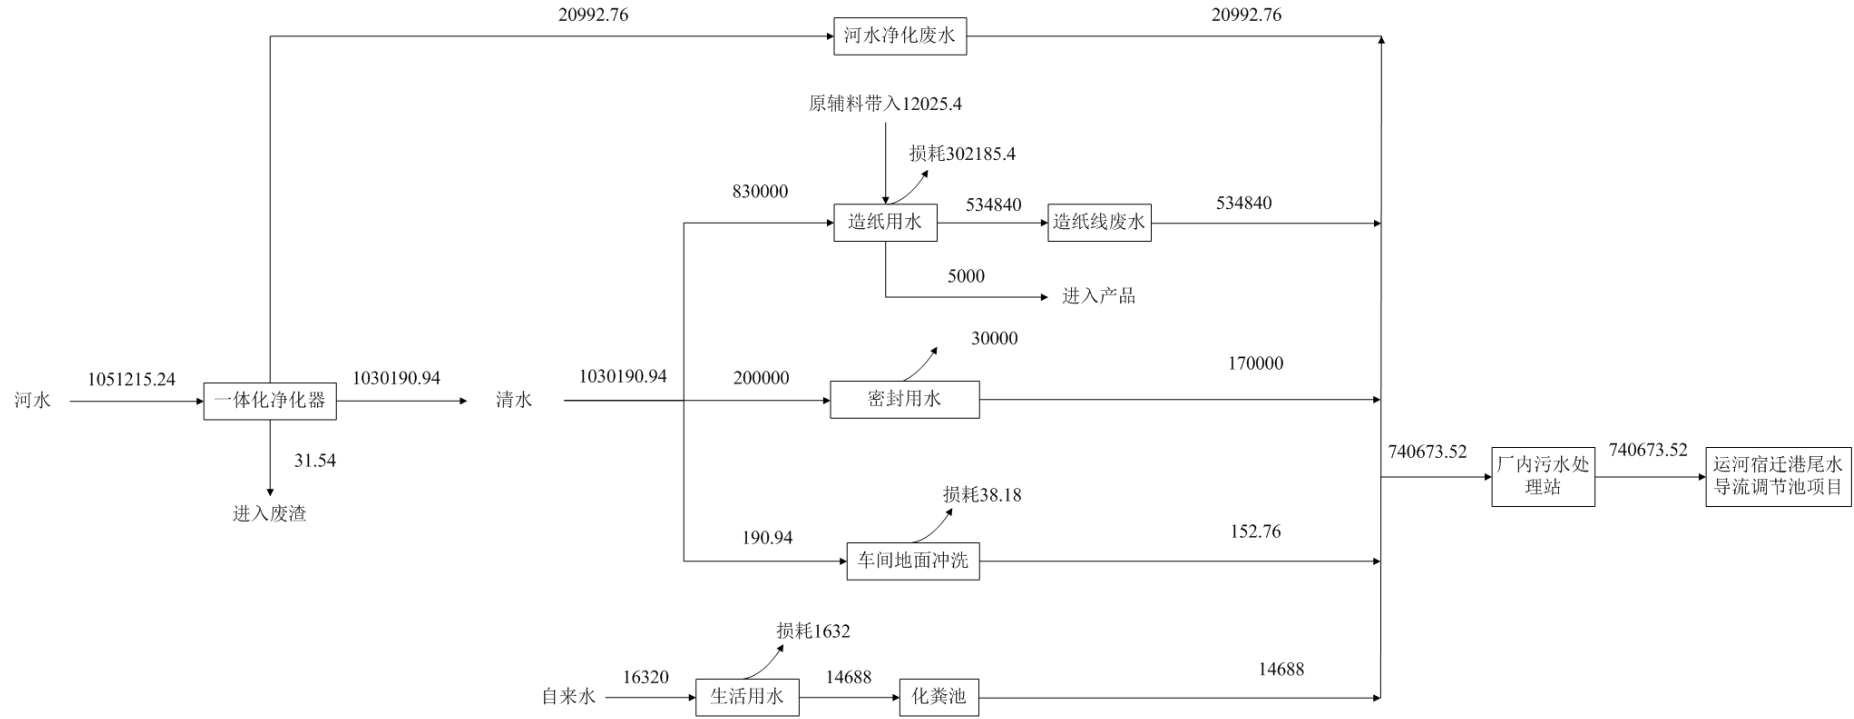 20992.76
20992.76
河水净化废水
原辅料带入12025.4
损耗302185.4
830000
造纸用水
534840
造纸线废水
534840
5000
进入产品
30000
河水
1051215.24
一体化净化器
1030190.94
清水
1030190.94
200000
密封用水
170000
31.54
进入废渣
740673.52
厂内污水处
理站
740673.52
运河宿迁港尾水
导流调节池项目
损耗38.18
190.94
车间地面冲洗
152.76
损耗1632
自来水
16320
生活用水
14688
化粪池
14688